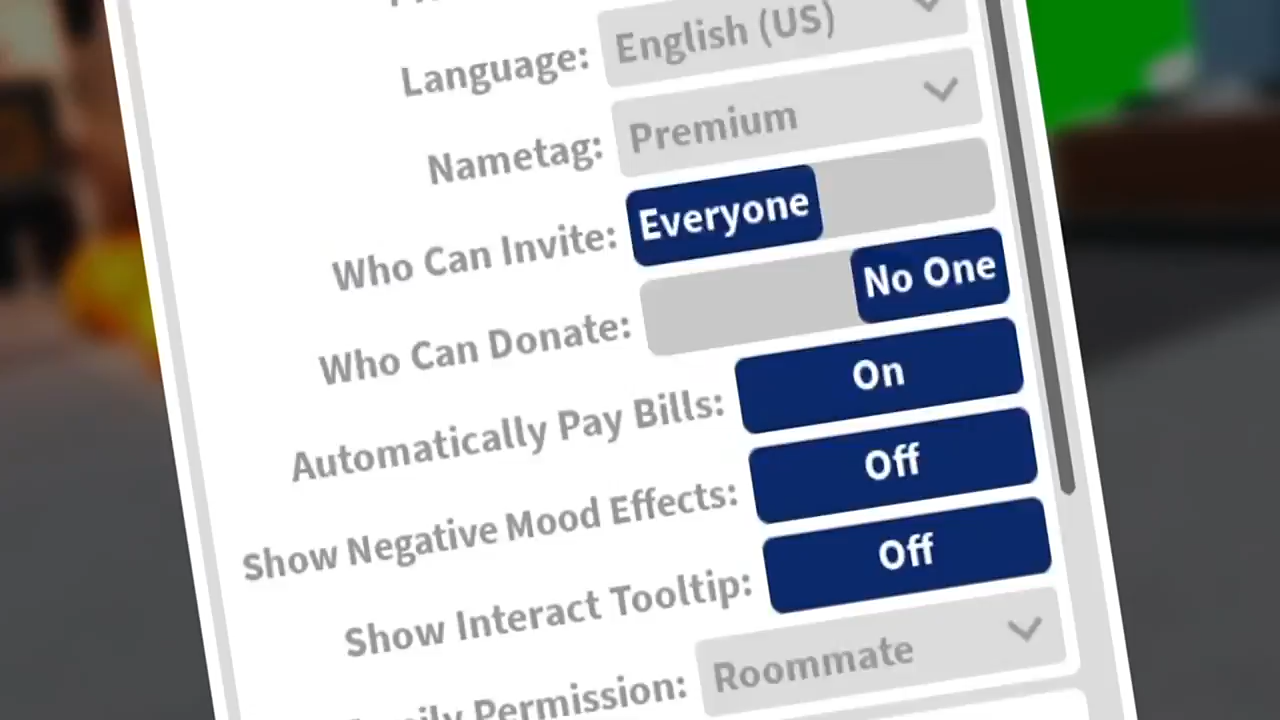 Language: English (US)
Nametag: Premium
Who Can Invite: Everyone
Who Can Donate: No One
Automatically Pay Bills: On
Show Negative Mood Effects: Off
Show Interact Tooltip: Off
Permission: Roommate